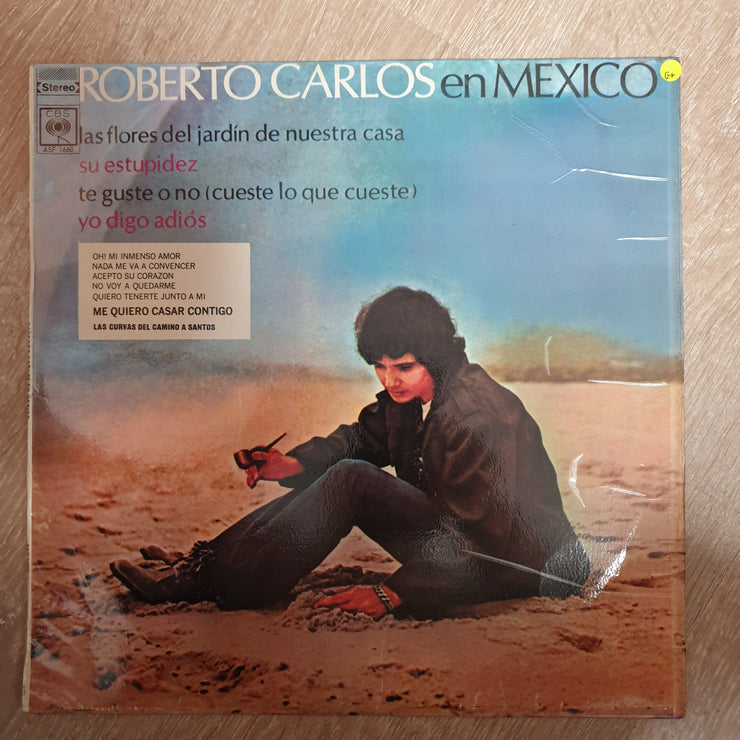 ROBERTO CARLOS en MEXICO
G+
Stereo
CBS
ASF 1660
las flores del jardín de nuestra casa
su estupidez
te guste o no (cueste lo que cueste)
yo digo adiós
OH! MI INMENSO AMOR
NADA ME VA A CONVENCER
ACEPTO SU CORAZON
NO VOY A QUEDARME
QUIERO TENERTE JUNTO A MI
ME QUIERO CASAR CONTIGO
LAS CURVAS DEL CAMINO A SANTOS